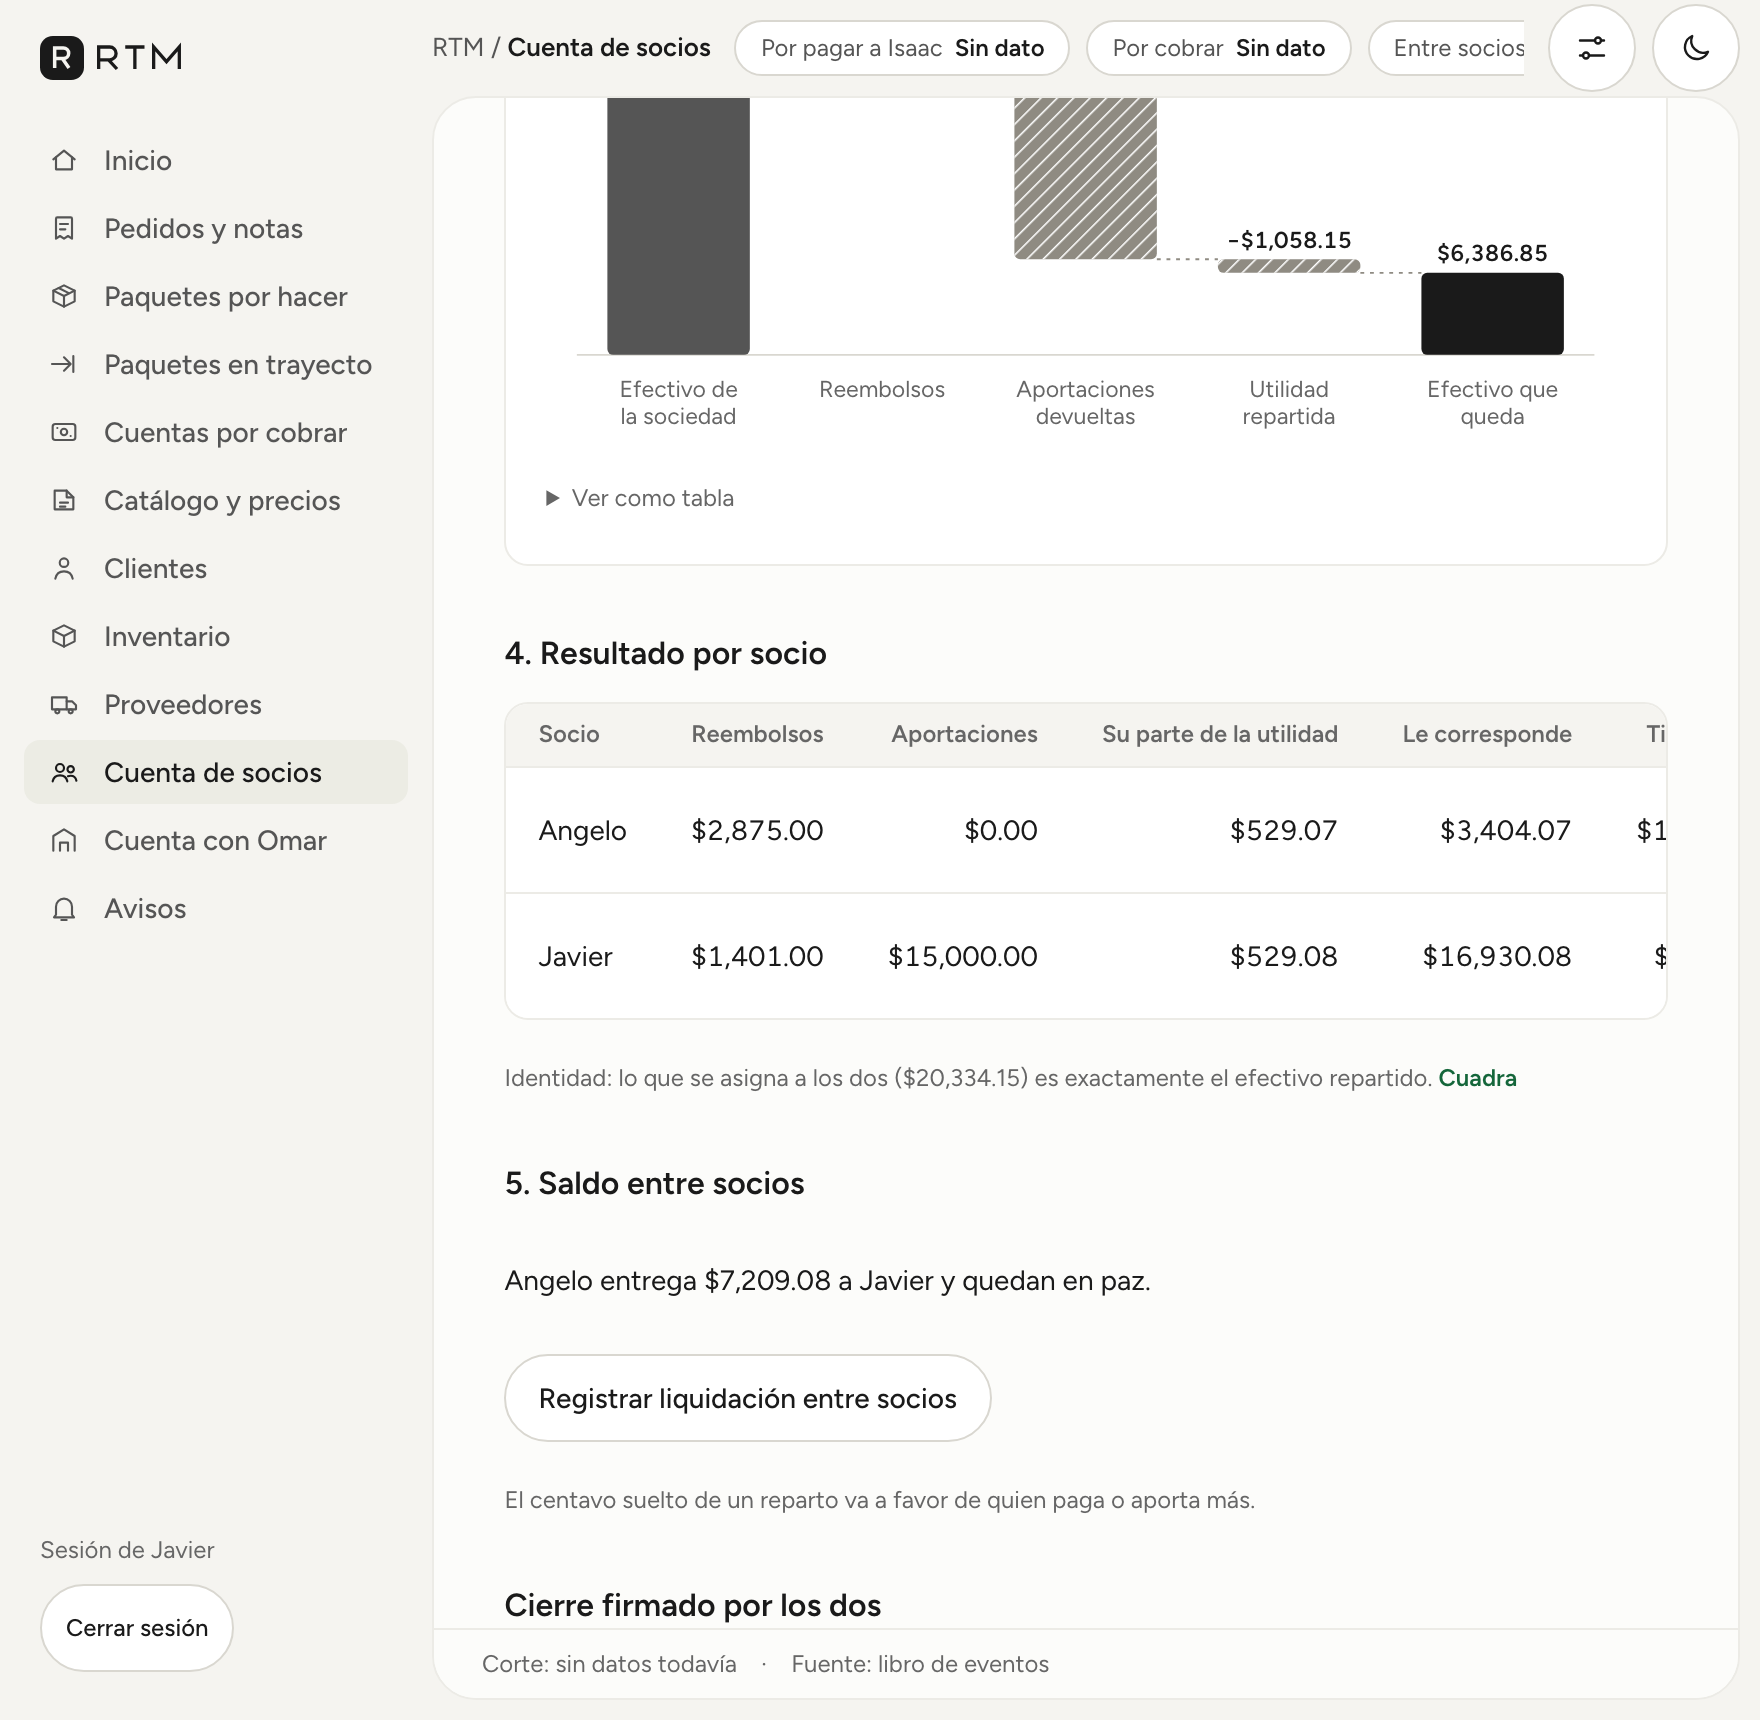 R RTM
Inicio
Pedidos y notas
Paquetes por hacer
Paquetes en trayecto
Cuentas por cobrar
Catálogo y precios
Clientes
Inventario
Proveedores
Cuenta de socios
Cuenta con Omar
Avisos
Sesión de Javier
Cerrar sesión
RTM / Cuenta de socios Por pagar a Isaac Sin dato Por cobrar Sin dato Entre socios
-$1,058.15
$6,386.85
Efectivo de la sociedad
Reembolsos
Aportaciones devueltas
Utilidad repartida
Efectivo que queda
▶ Ver como tabla
4. Resultado por socio
Socio Reembolsos Aportaciones Su parte de la utilidad Le corresponde
Angelo $2,875.00 $0.00 $529.07 $3,404.07
Javier $1,401.00 $15,000.00 $529.08 $16,930.08
Identidad: lo que se asigna a los dos ($20,334.15) es exactamente el efectivo repartido. Cuadra
5. Saldo entre socios
Angelo entrega $7,209.08 a Javier y quedan en paz.
Registrar liquidación entre socios
El centavo suelto de un reparto va a favor de quien paga o aporta más.
Cierre firmado por los dos
Corte: sin datos todavía · Fuente: libro de eventos